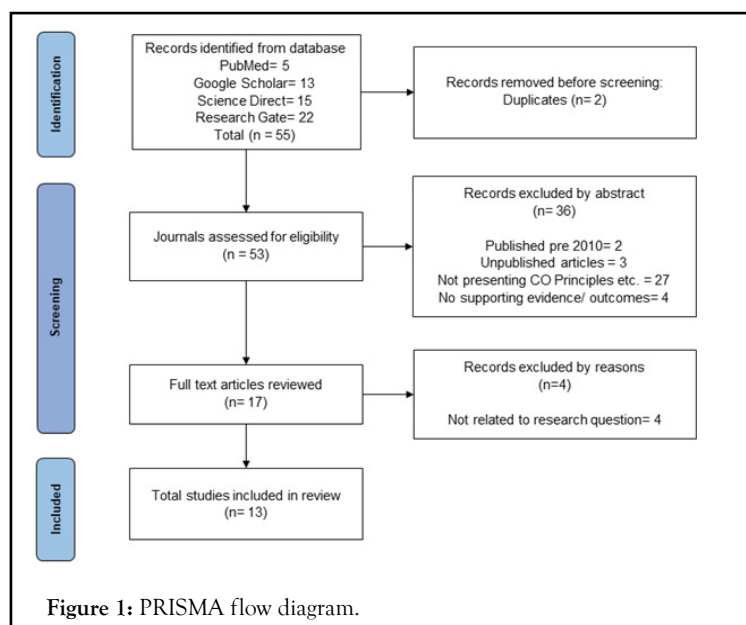 Identification
Records identified from database
PubMed= 5
Google Scholar= 13
Science Direct= 15
Research Gate= 22
Total (n = 55)
Records removed before screening:
Duplicates (n= 2)
Screening
Journals assessed for eligibility
(n = 53)
Records excluded by abstract
(n= 36)
Published pre 2010= 2
Unpublished articles = 3
Not presenting CO Principles etc. = 27
No supporting evidence/ outcomes= 4
Full text articles reviewed
(n= 17)
Records excluded by reasons
(n=4)
Not related to research question= 4
Included
Total studies included in review
(n= 13)
Figure 1: PRISMA flow diagram.